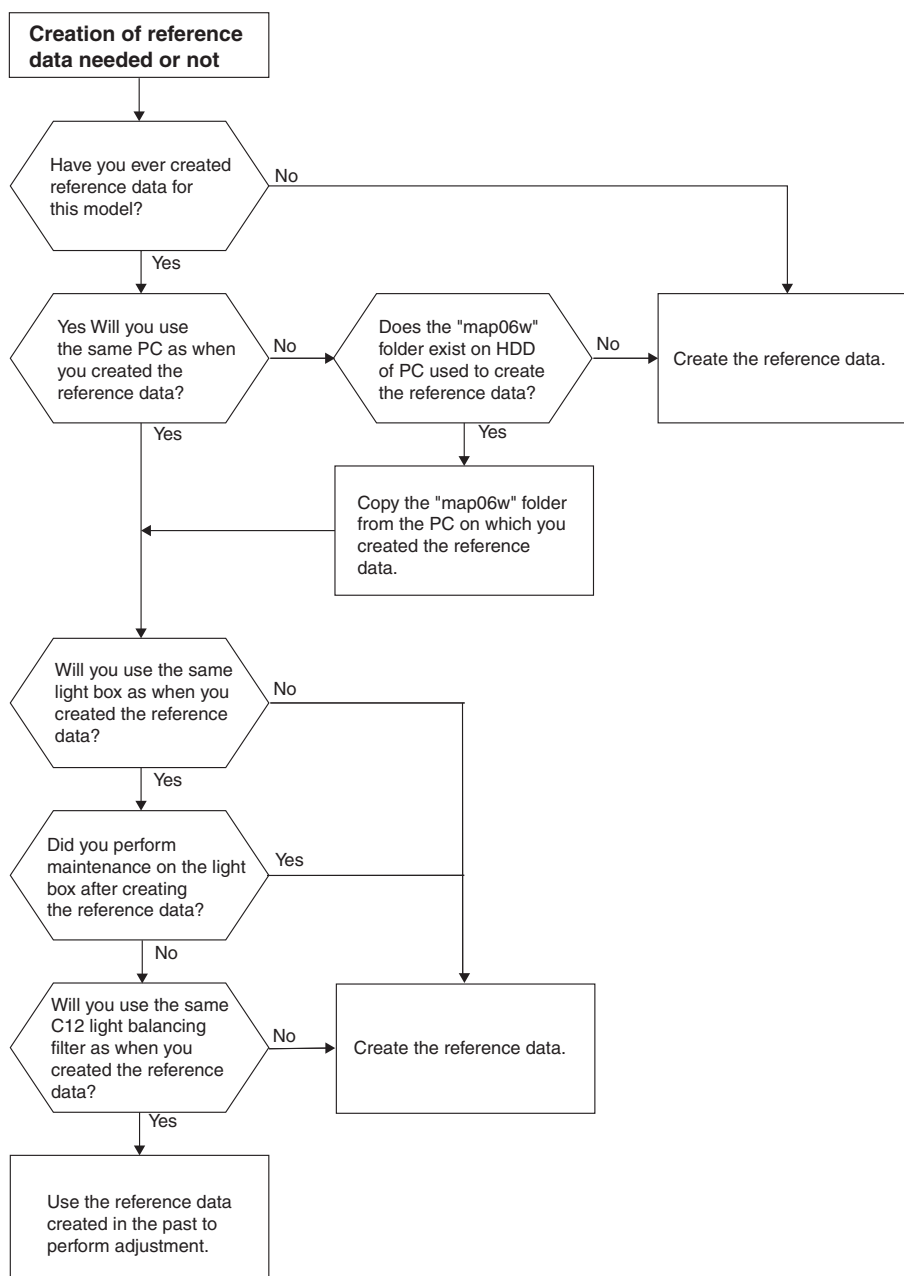 Creation of reference
data needed or not
Have you ever created
reference data for
this model?
No
Yes
Yes Will you use
the same PC as when
you created the
reference data?
No
Does the "map06w"
folder exist on HDD
of PC used to create
the reference data?
No
Create the reference data.
Yes
Yes
Copy the "map06w" folder
from the PC on which you
created the reference
data.
Will you use the same
light box as when you
created the reference
data?
No
Yes
Did you perform
maintenance on the light
box after creating
the reference data?
Yes
No
Will you use the same
C12 light balancing
filter as when you
created the reference
data?
No
Create the reference data.
Yes
Use the reference data
created in the past to
perform adjustment.